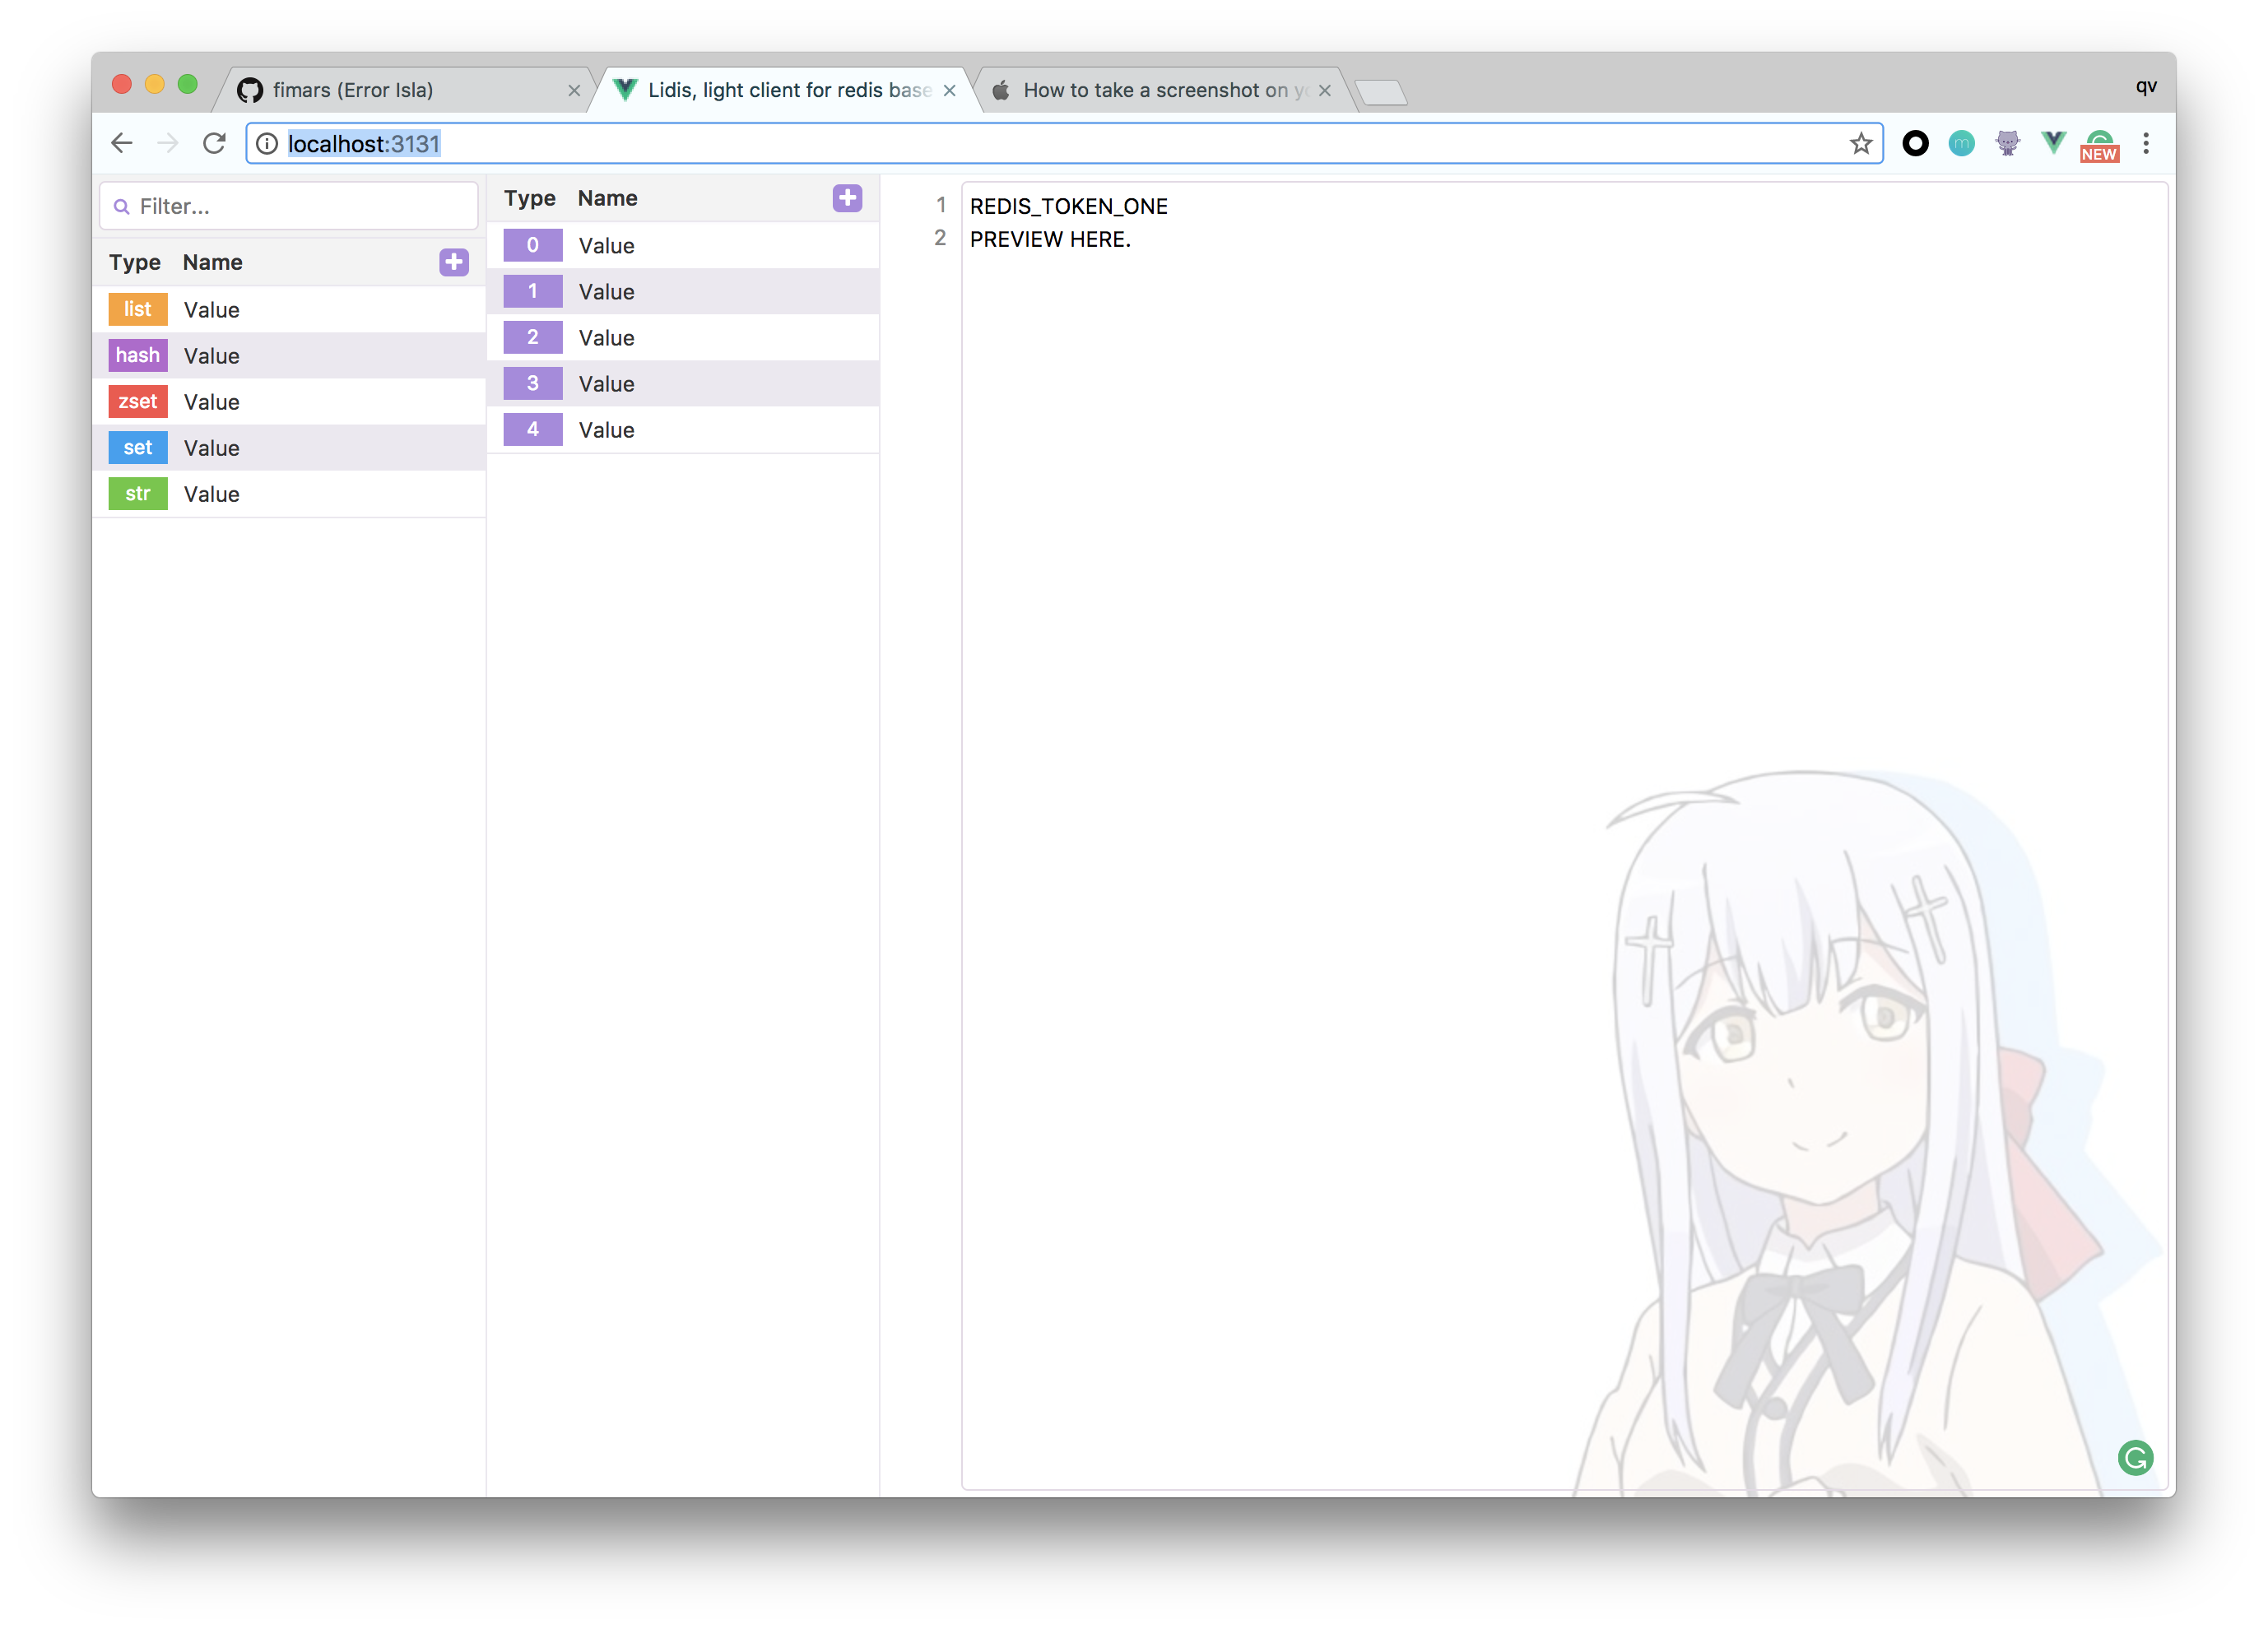 fimars (Error Isla)
Lidis, light client for redis base
How to take a screenshot on yo
qv
localhost:3131
NEW
Filter...
Type Name
list Value
hash Value
zset Value
set Value
str Value
Type Name
0 Value
1 Value
2 Value
3 Value
4 Value
1 REDIS_TOKEN_ONE
2 PREVIEW HERE.